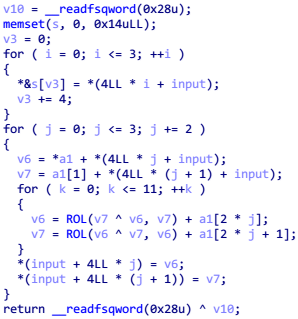 v10 = __readfsqword(0x28u);
memset(s, 0, 0x14uLL);
v3 = 0;
for ( i = 0; i <= 3; ++i )
{
*&s[v3] = *(4LL * i + input);
v3 += 4;
}
for ( j = 0; j <= 3; j += 2 )
{
v6 = *a1 + *(4LL * j + input);
v7 = a1[1] + *(4LL * (j + 1) + input);
for ( k = 0; k <= 11; ++k )
{
v6 = ROL(v7 ^ v6, v7) + a1[2 * j];
v7 = ROL(v6 ^ v7, v6) + a1[2 * j + 1];
}
*(input + 4LL * j) = v6;
*(input + 4LL * (j + 1)) = v7;
}
return __readfsqword(0x28u) ^ v10;